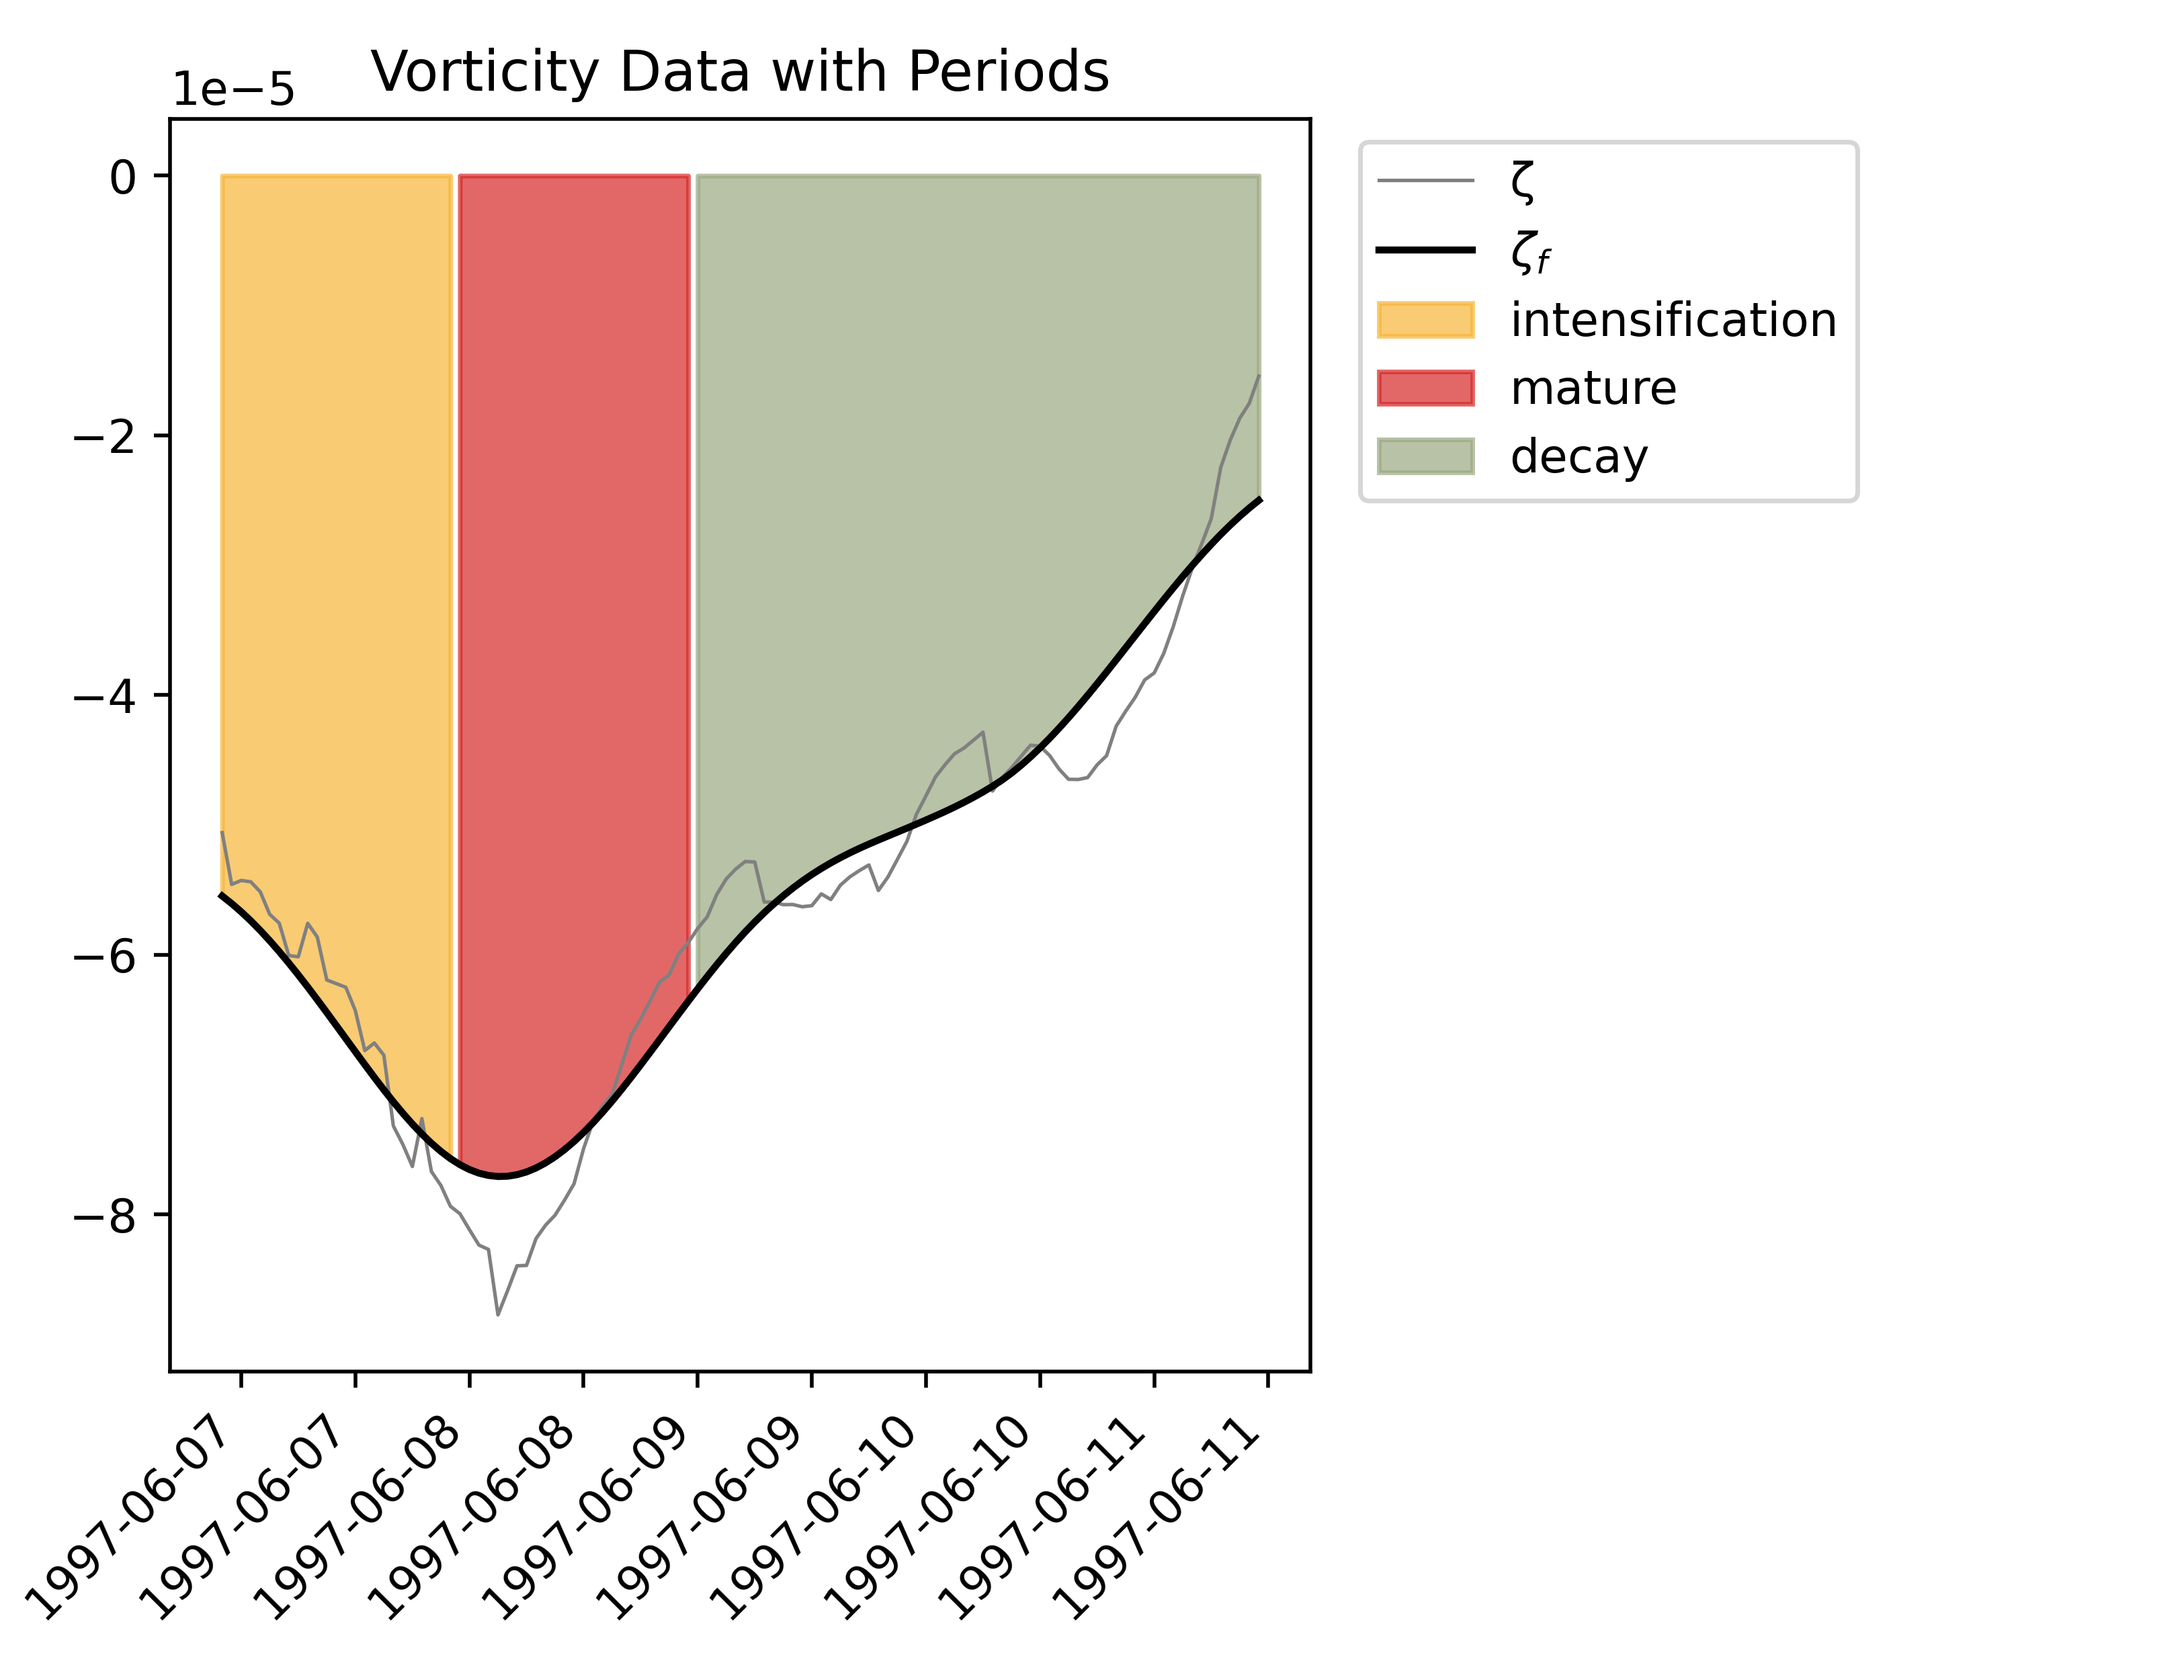 Vorticity Data with Periods
1e−5
0
−2
−4
−6
−8
1997-06-07
1997-06-07
1997-06-08
1997-06-08
1997-06-09
1997-06-09
1997-06-10
1997-06-10
1997-06-11
1997-06-11
ζ
ζf
intensification
mature
decay